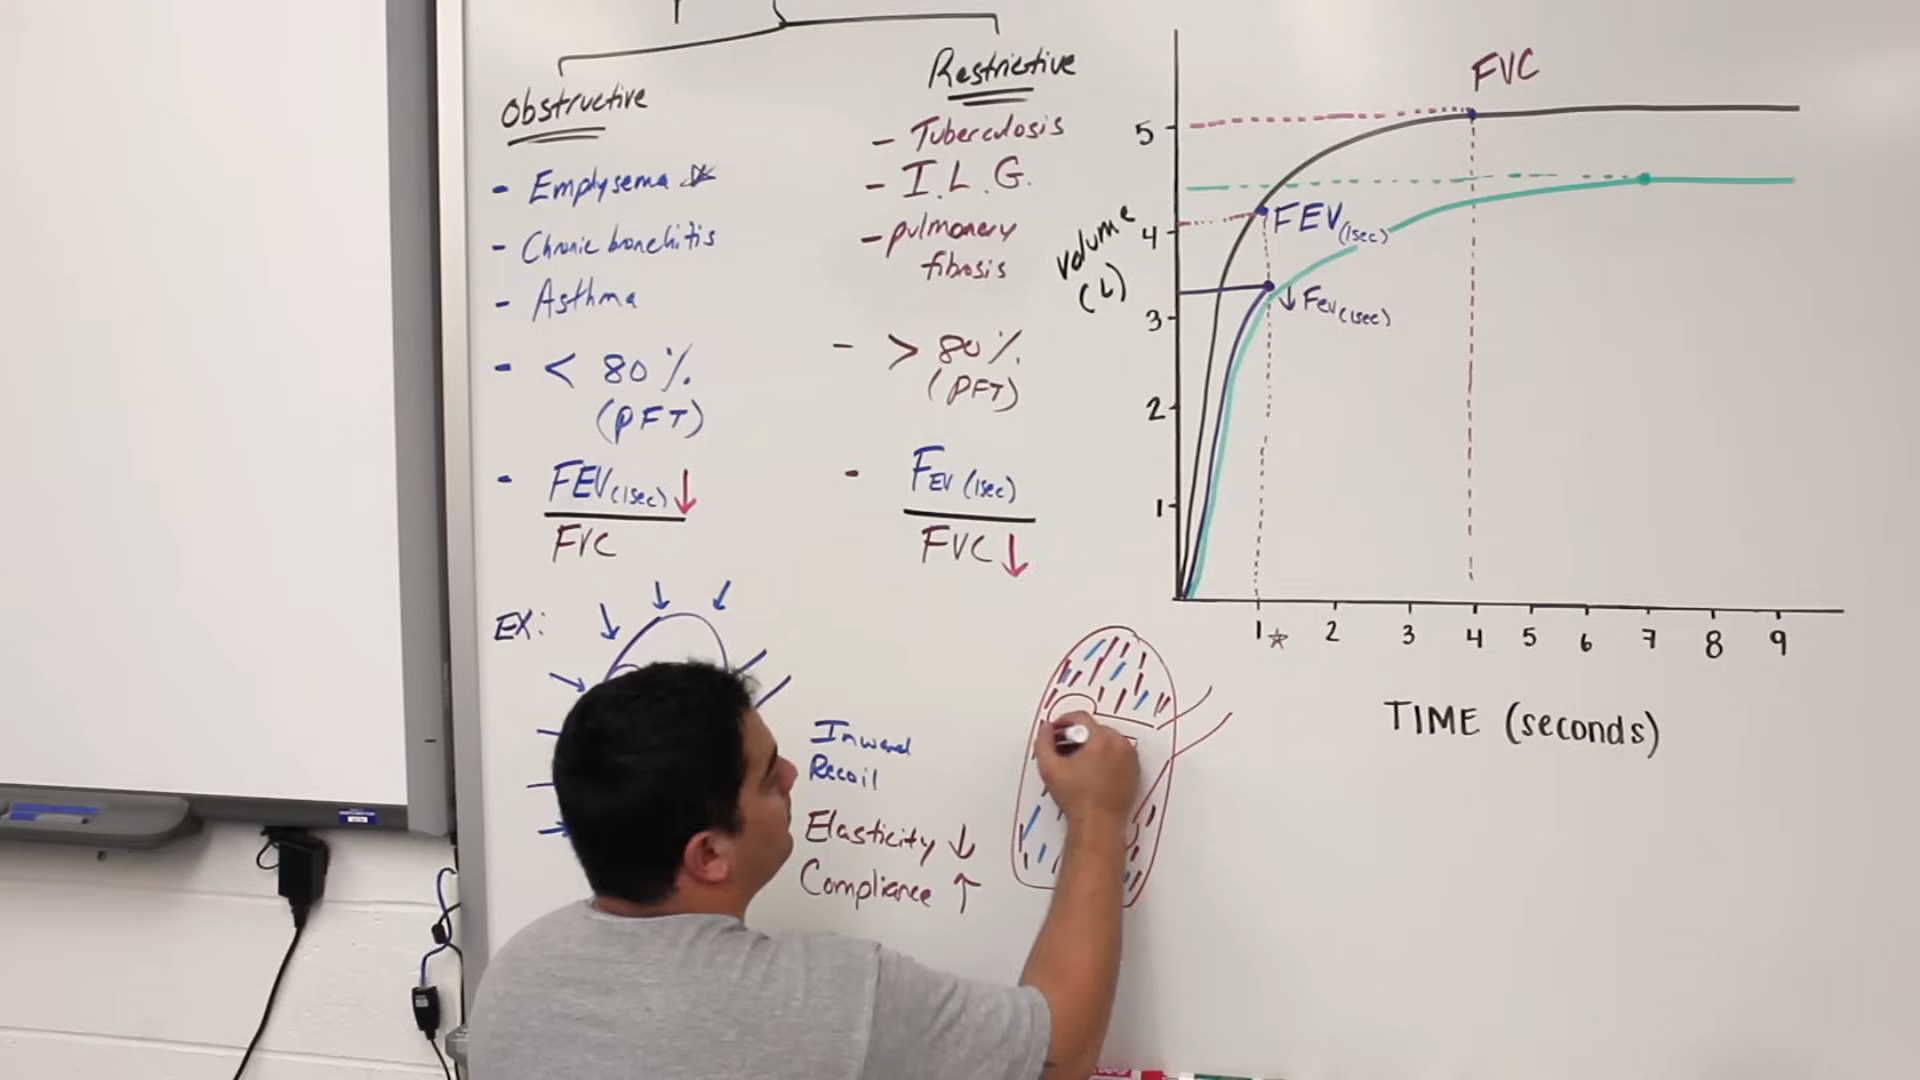 Obstructive
- Emplysema
- Chronic bronchitis
- Asthma
- < 80 %
(PFT)
- FEV(1sec) ↓
FVC
EX:
Inward
Recoil
Elasticity ↓
Compliance ↑
Restrictive
- Tuberculosis
- I.L.G.
- pulmonary
fibrosis
- > 80 %
(PFT)
- FEV (1sec)
FVC ↓
FVC
5
4
3
2
1
volume
(L)
FEV(1sec)
↓ Fev(1sec)
1 2 3 4 5 6 7 8 9
TIME (seconds)